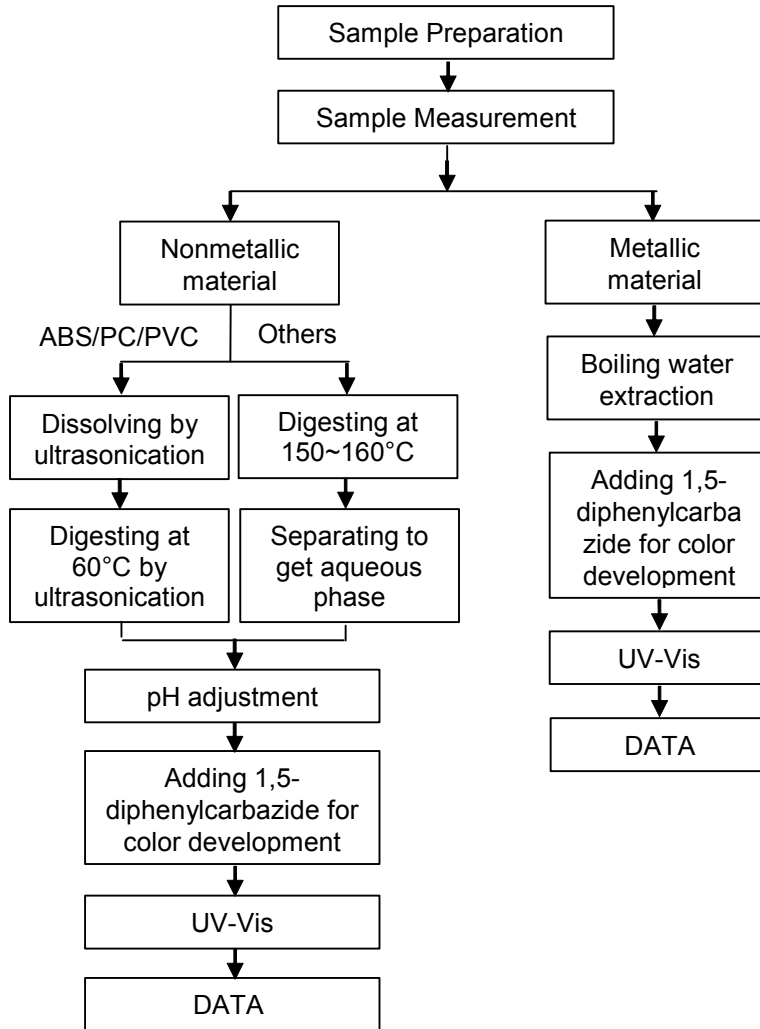 Sample Preparation
Sample Measurement
Nonmetallic
material
ABS/PC/PVC
Others
Dissolving by
ultrasonication
Digesting at
150~160°C
Digesting at
60°C by
ultrasonication
Separating to
get aqueous
phase
pH adjustment
Adding 1,5-
diphenylcarbazide for
color development
UV-Vis
DATA
Metallic
material
Boiling water
extraction
Adding 1,5-
diphenylcarba
zide for color
development
UV-Vis
DATA